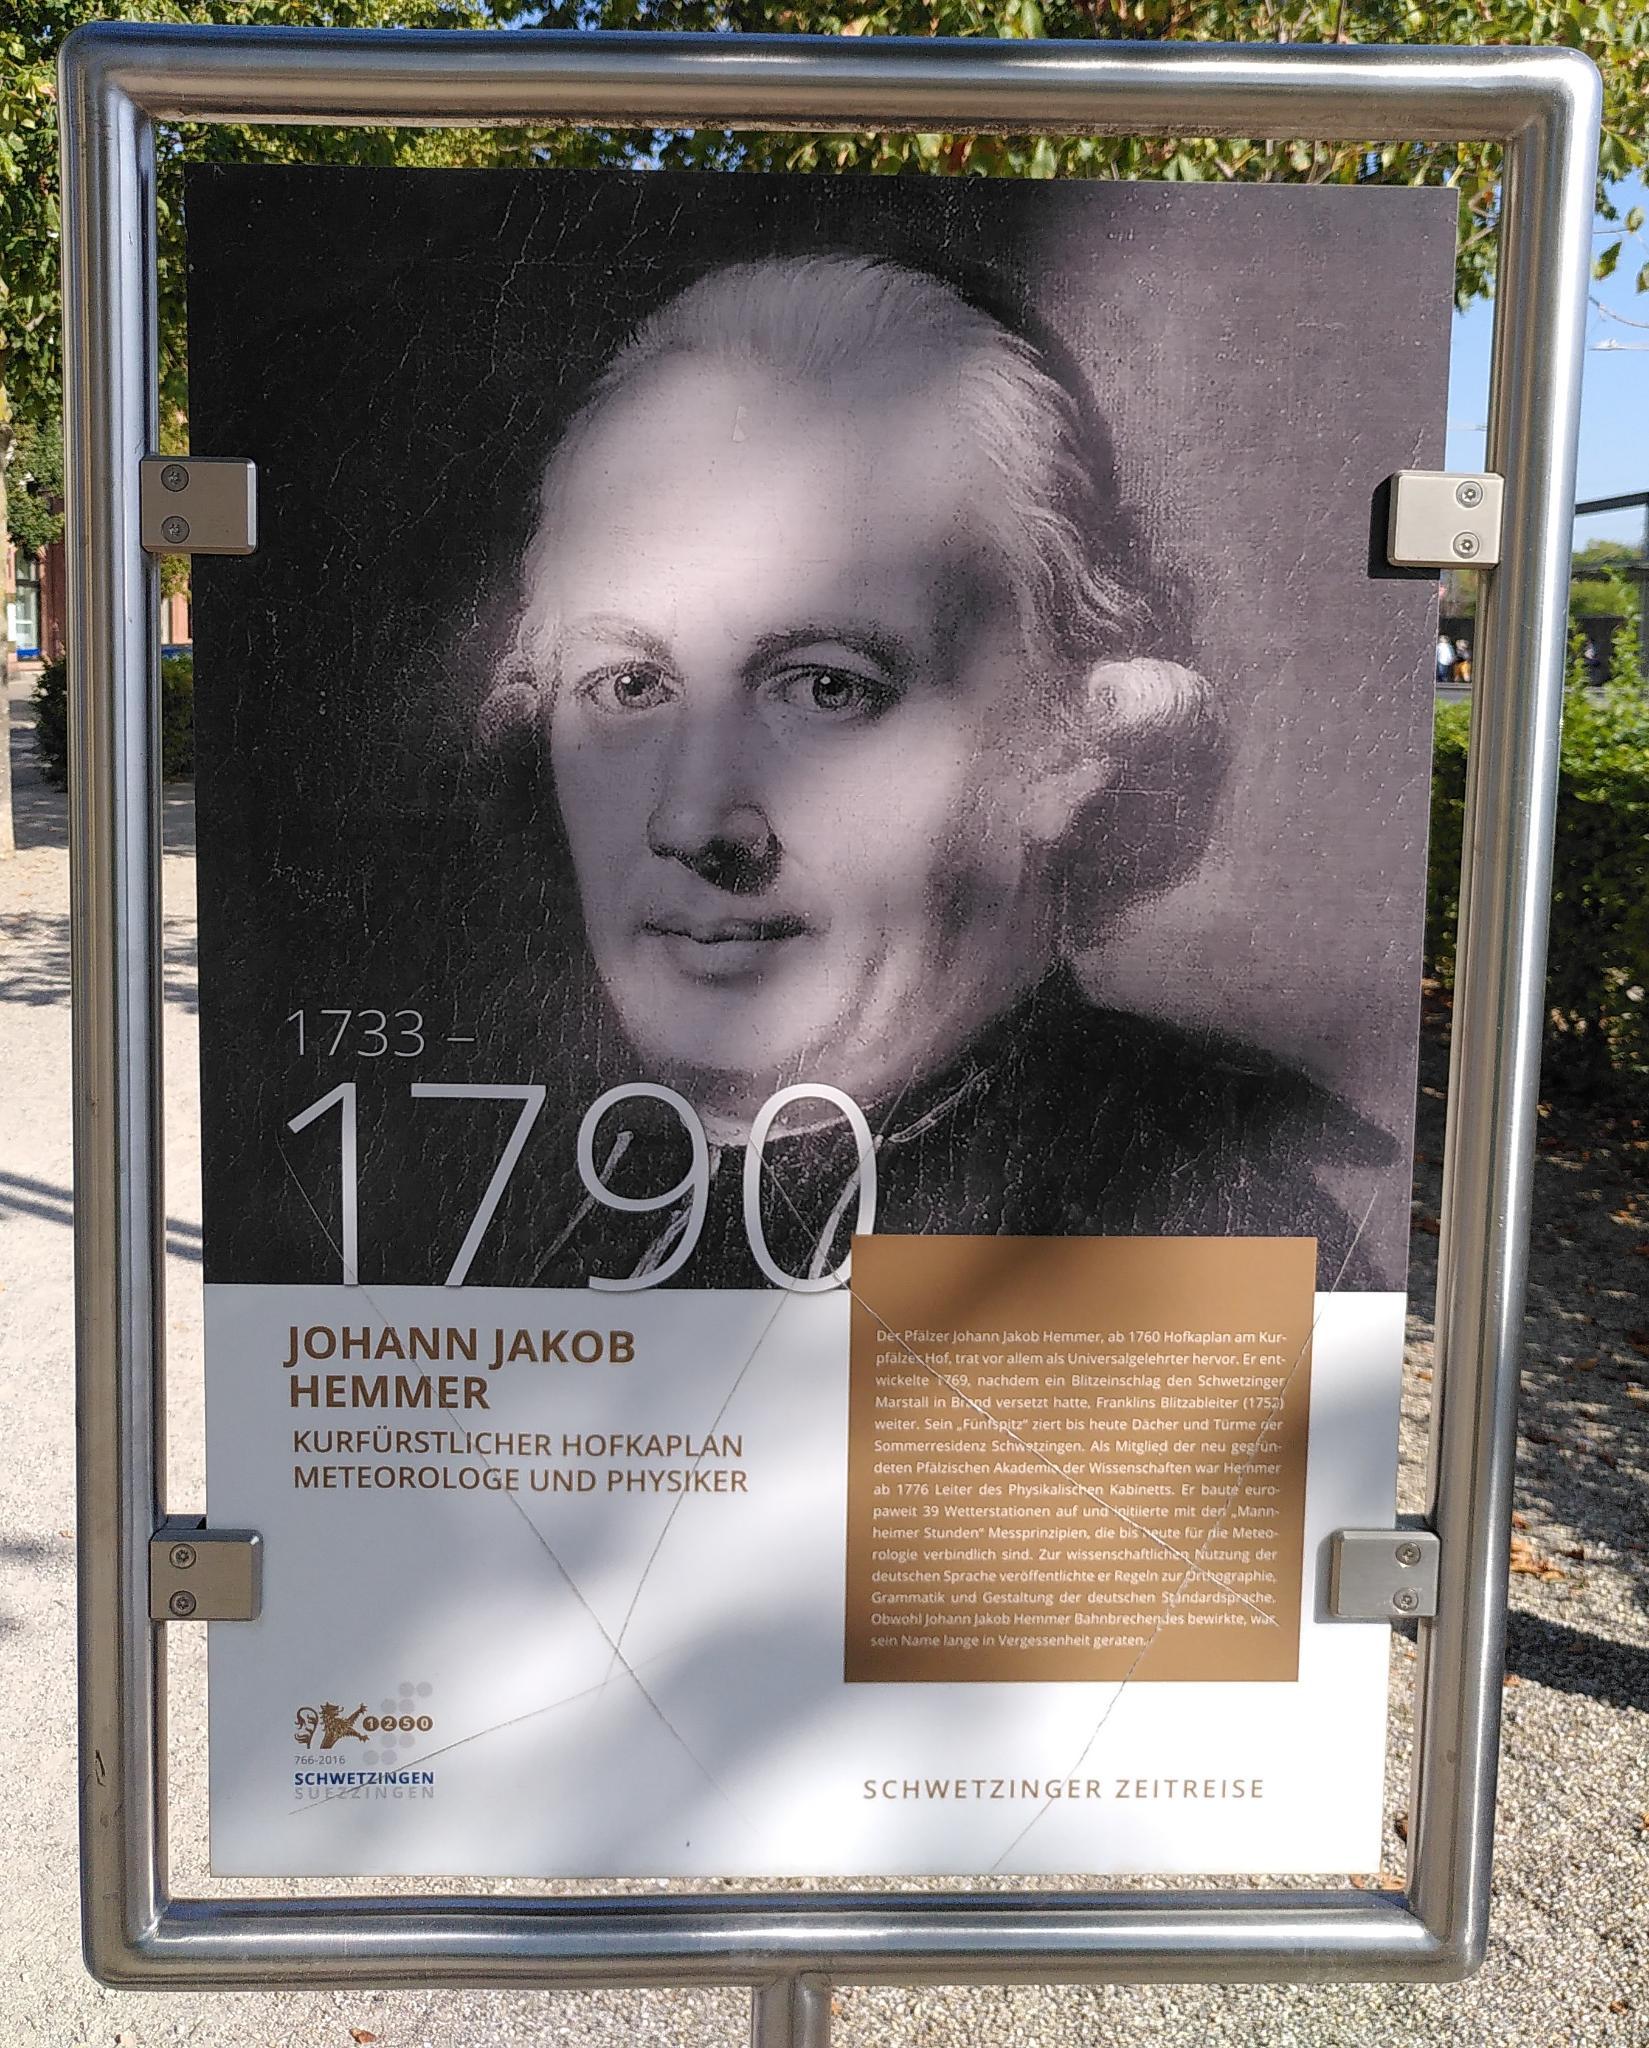 1733 –
1790
JOHANN JAKOB
HEMMER
KURFÜRSTLICHER HOFKAPLAN
METEOROLOGE UND PHYSIKER
Der Pfälzer Johann Jakob Hemmer, ab 1760 Hofkaplan am Kur-
pfälzer Hof, trat vor allem als Universalgelehrter hervor. Er ent-
wickelte 1769, nachdem ein Blitzeinschlag den Schwetzinger
Marstall in Brand versetzt hatte, Franklins Blitzableiter (1752)
weiter. Sein „Fünfspitz“ ziert bis heute Dächer und Türme der
Sommerresidenz Schwetzingen. Als Mitglied der neu gegrün-
deten Pfälzischen Akademie der Wissenschaften war Hemmer
ab 1776 Leiter des Physikalischen Kabinetts. Er baute euro-
paweit 39 Wetterstationen auf und initiierte mit den „Mann-
heimer Stunden“ Messprinzipien, die bis heute für die Meteo-
rologie verbindlich sind. Zur wissenschaftlichen Nutzung der
deutschen Sprache veröffentlichte er Regeln zur Orthographie,
Grammatik und Gestaltung der deutschen Standardsprache.
Obwohl Johann Jakob Hemmer Bahnbrechendes bewirkte, war
sein Name lange in Vergessenheit geraten.
1250
766-2016
SCHWETZINGEN
SUEZZINGEN
SCHWETZINGER ZEITREISE